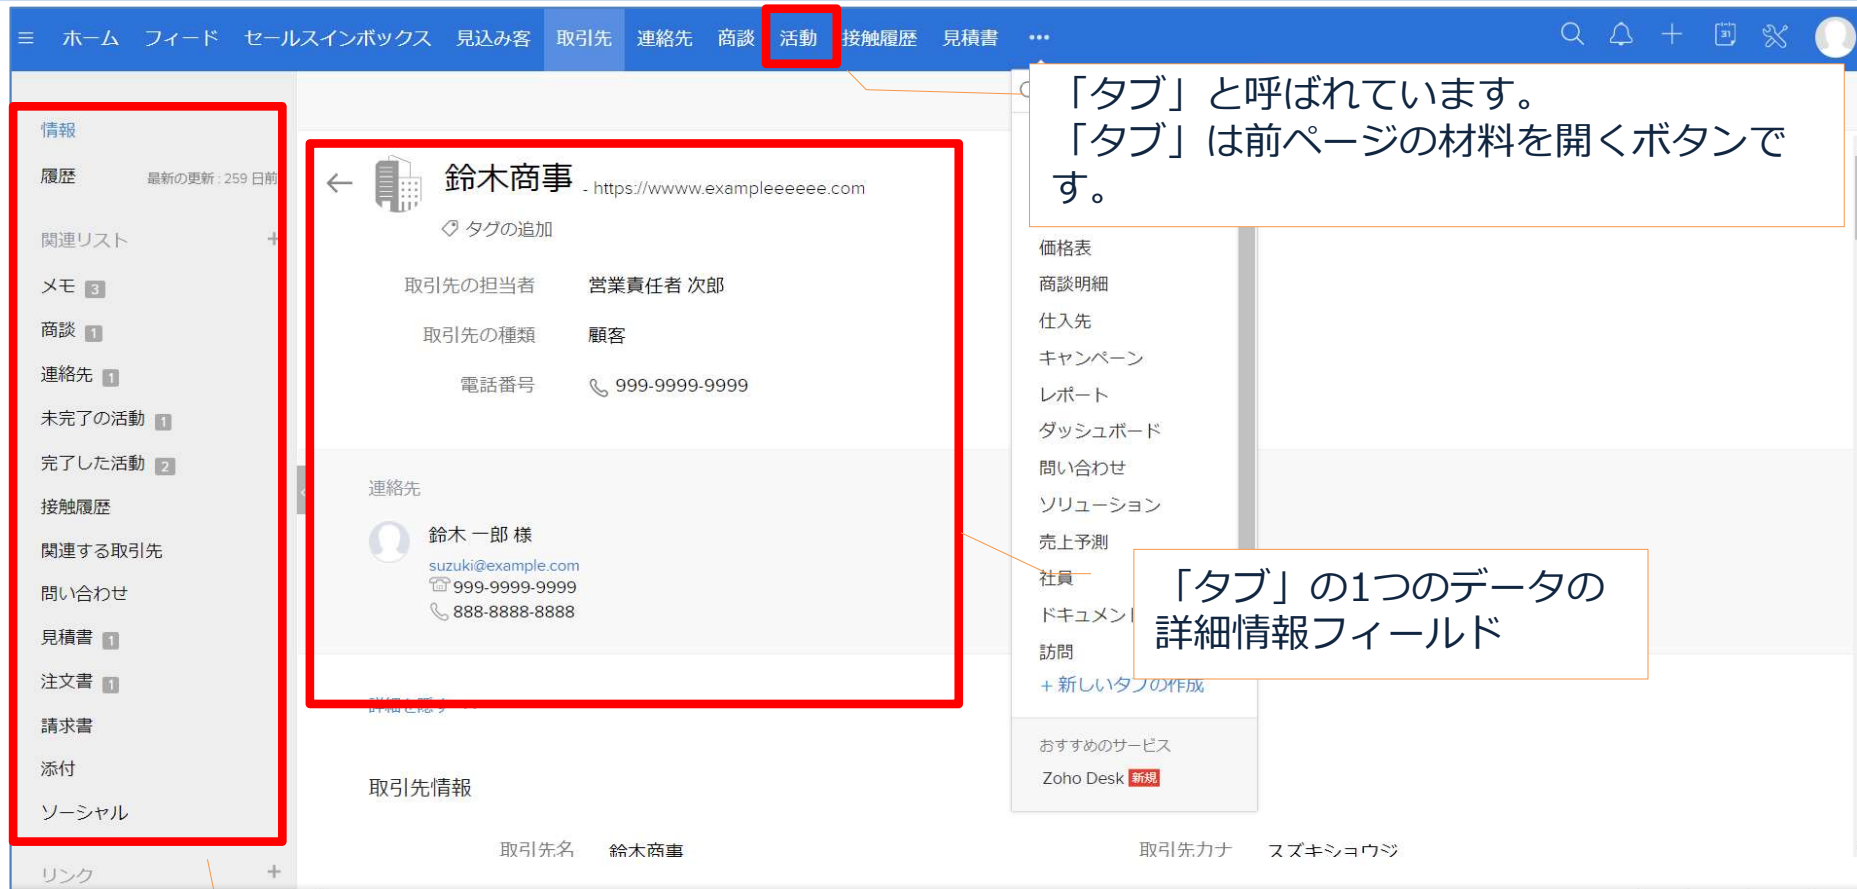 ホーム フィード セールスインボックス 見込み客 取引先 連絡先 商談 活動 接触履歴 見積書 •••
31
「タブ」と呼ばれています。
「タブ」は前ページの材料を開くボタンで
す。
情報
履歴 最新の更新 : 259 日前
関連リスト +
メモ 3
商談 1
連絡先 1
未完了の活動 1
完了した活動 2
接触履歴
関連する取引先
問い合わせ
見積書 1
注文書 1
請求書
添付
ソーシャル
リンク +
鈴木商事 - https://wwww.exampleeeeee.com
タグの追加
取引先の担当者 営業責任者 次郎
取引先の種類 顧客
電話番号 999-9999-9999
連絡先
鈴木 一郎 様
suzuki@example.com
999-9999-9999
888-8888-8888
詳細を隠す
取引先情報
取引先名 鈴木商事
取引先カナ スズキショウジ
価格表
商談明細
仕入先
キャンペーン
レポート
ダッシュボード
問い合わせ
ソリューション
売上予測
社員
ドキュメント
訪問
+ 新しいタブの作成
おすすめのサービス
Zoho Desk 新規
「タブ」の1つのデータの
詳細情報フィールド